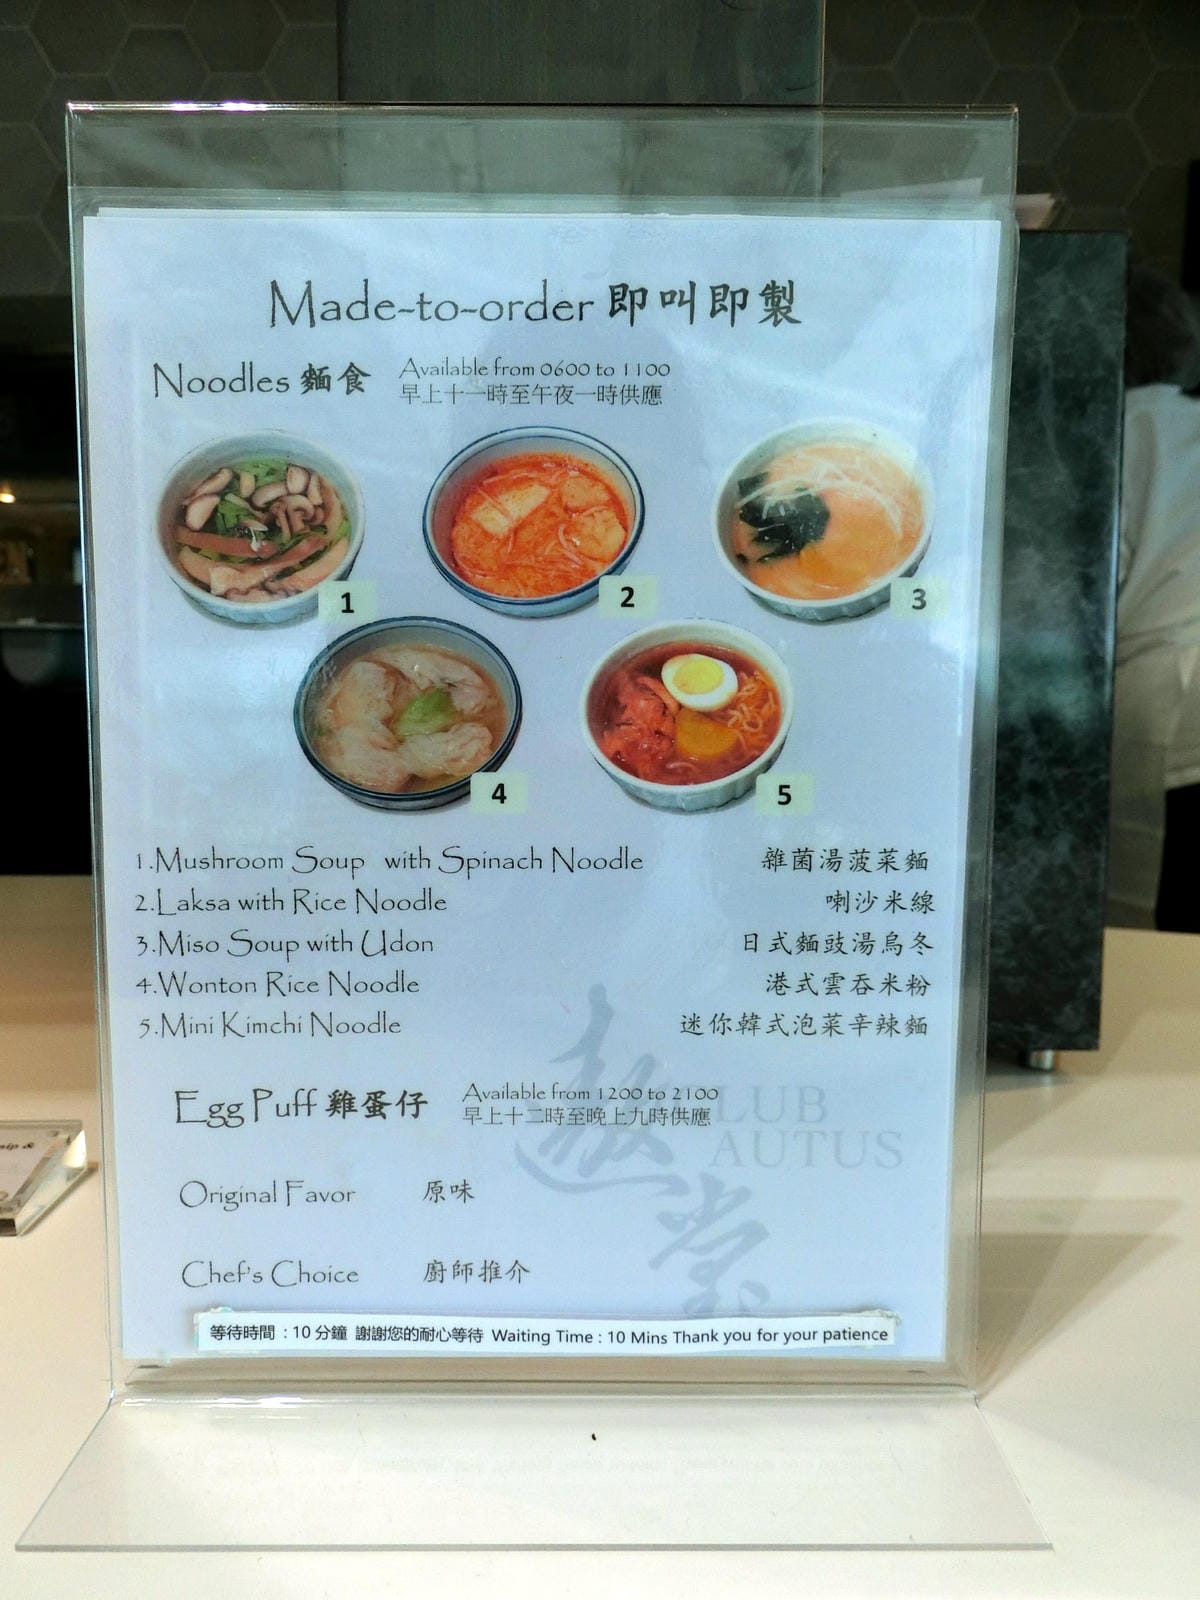 Made-to-order 即叫即製
Noodles 麵食
Available from 0600 to 1100
早上十一時至午夜一時供應
1
2
3
4
5
1.Mushroom Soup with Spinach Noodle 雜菌湯菠菜麵
2.Laksa with Rice Noodle 喇沙米線
3.Miso Soup with Udon 日式麵豉湯烏冬
4.Wonton Rice Noodle 港式雲吞米粉
5.Mini Kimchi Noodle 迷你韓式泡菜辛辣麵
Egg Puff 雞蛋仔
Available from 1200 to 2100
早上十二時至晚上九時供應
LUB
AUTUS
Original Favor 原味
Chef's Choice 廚師推介
等待時間 : 10 分鐘 謝謝您的耐心等待 Waiting Time : 10 Mins Thank you for your patience